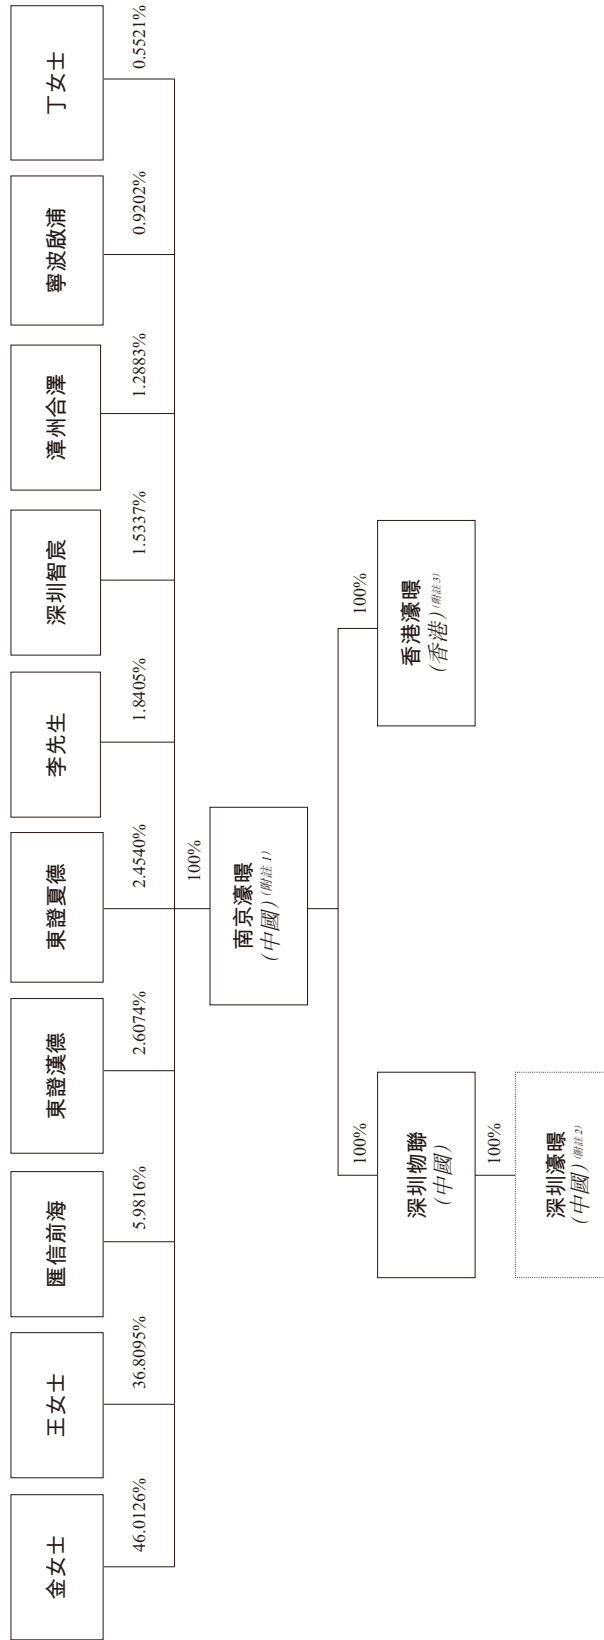 金女士
46.0126%
王女士
36.8095%
匯信前海
5.9816%
東證漢德
2.6074%
東證夏德
2.4540%
李先生
1.8405%
深圳智宸
1.5337%
漳州合澤
1.2883%
寧波啟浦
0.9202%
丁女士
0.5521%
100%
南京濠暻
(中國)(附註 1)
100%
深圳物聯
(中國)
100%
香港濠暻
(香港)(附註 3)
100%
深圳濠暻
(中國)(附註 2)